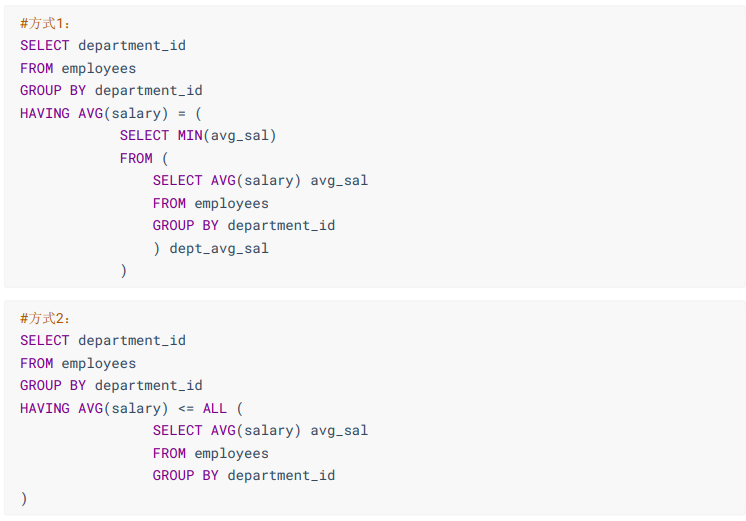 #方式1：
SELECT department_id
FROM employees
GROUP BY department_id
HAVING AVG(salary) = (
            SELECT MIN(avg_sal)
            FROM (
                SELECT AVG(salary) avg_sal
                FROM employees
                GROUP BY department_id
                ) dept_avg_sal
            )
#方式2：
SELECT department_id
FROM employees
GROUP BY department_id
HAVING AVG(salary) <= ALL (
                SELECT AVG(salary) avg_sal
                FROM employees
                GROUP BY department_id
)